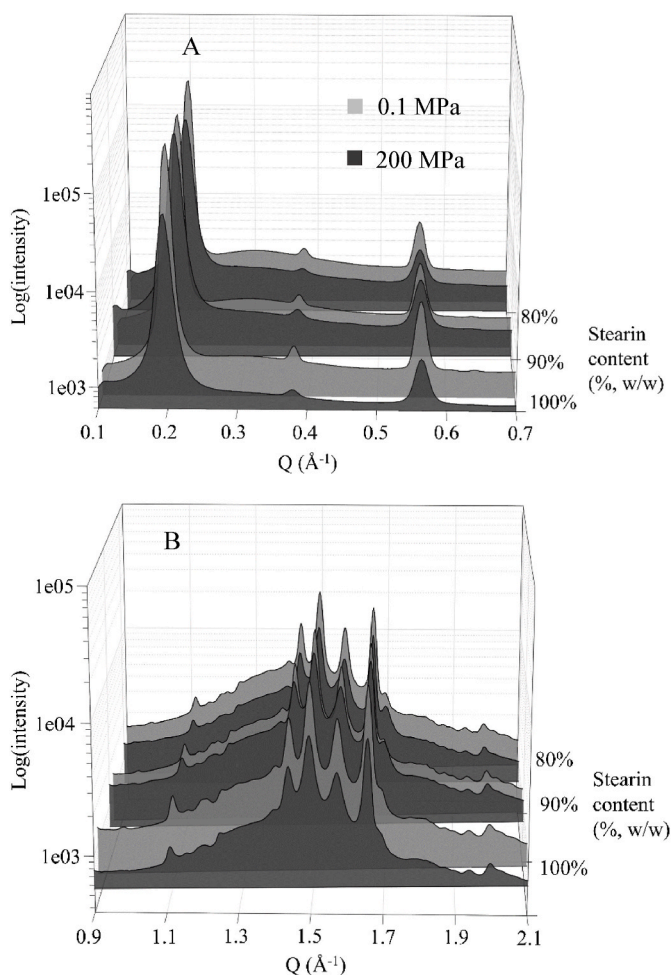 A
0.1 MPa
200 MPa
1e05
1e04
1e03
Log(intensity)
80%
90%
100%
Stearin
content
(%, w/w)
0.1 0.2 0.3 0.4 0.5 0.6 0.7
Q (Å⁻¹)
B
1e05
1e04
1e03
Log(intensity)
80%
90%
100%
Stearin
content
(%, w/w)
0.9 1.1 1.3 1.5 1.7 1.9 2.1
Q (Å⁻¹)